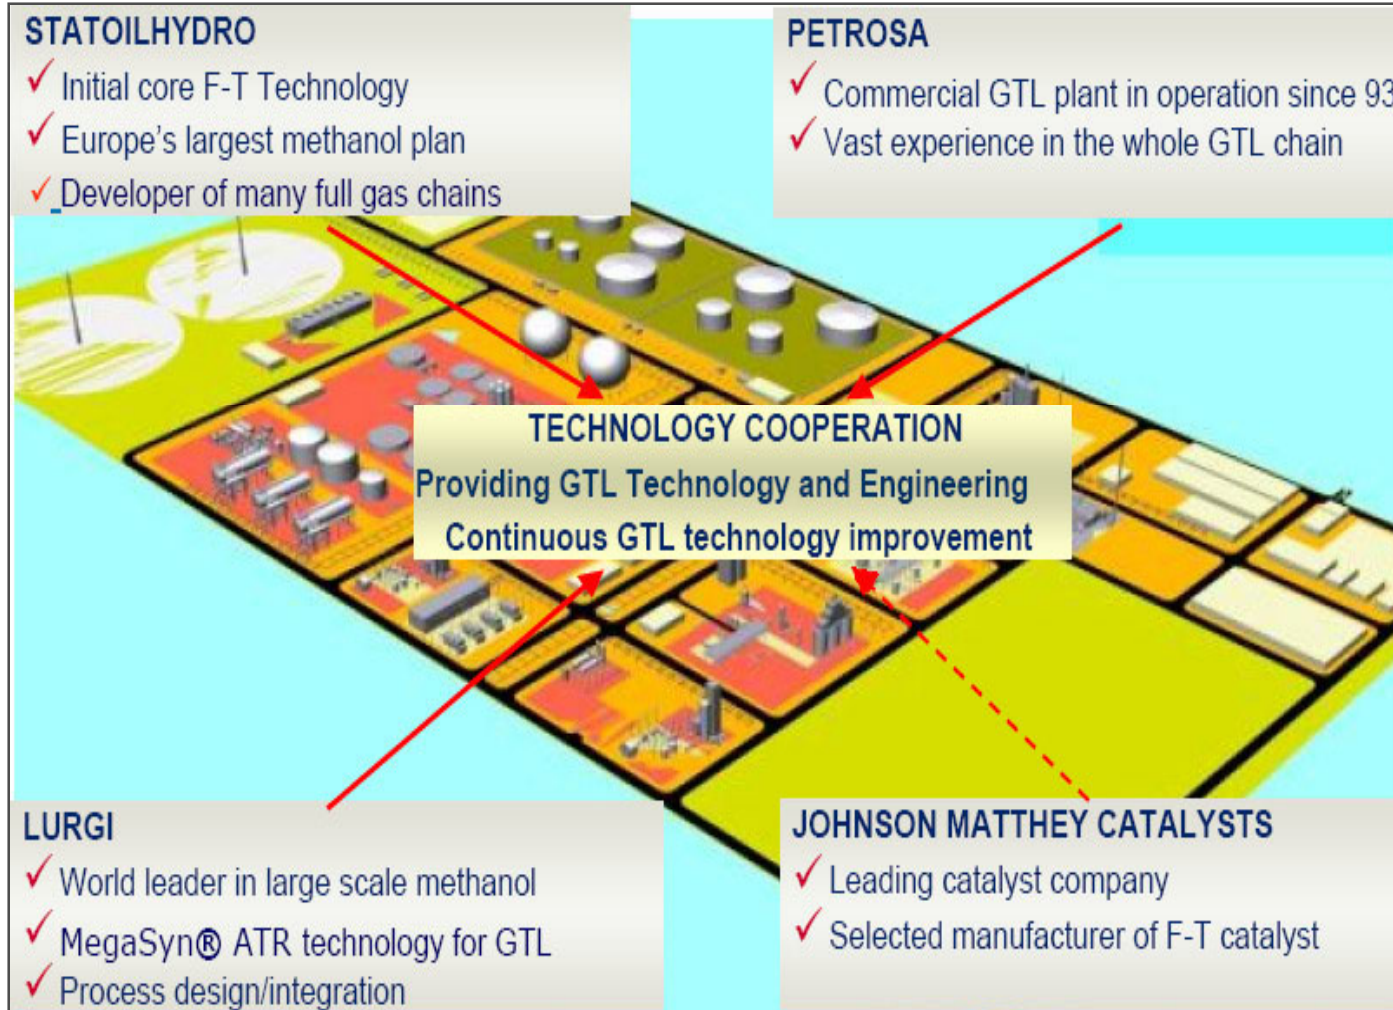 STATOILHYDRO
Initial core F-T Technology
Europe's largest methanol plan
Developer of many full gas chains
PETROSA
Commercial GTL plant in operation since 93
Vast experience in the whole GTL chain
TECHNOLOGY COOPERATION
Providing GTL Technology and Engineering
Continuous GTL technology improvement
LURGI
World leader in large scale methanol
MegaSyn® ATR technology for GTL
Process design/integration
JOHNSON MATTHEY CATALYSTS
Leading catalyst company
Selected manufacturer of F-T catalyst